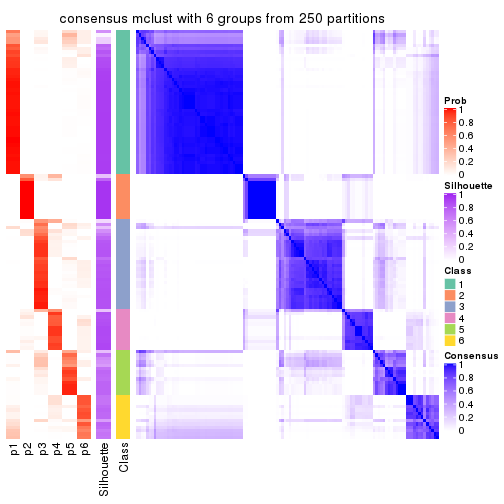 consensus mclust with 6 groups from 250 partitions
Prob
1
0.8
0.6
0.4
0.2
0
Silhouette
1
0.8
0.6
0.4
0.2
0
Class
1
2
3
4
5
6
Consensus
1
0.8
0.6
0.4
0.2
0
p1
p2
p3
p4
p5
p6
Silhouette
Class